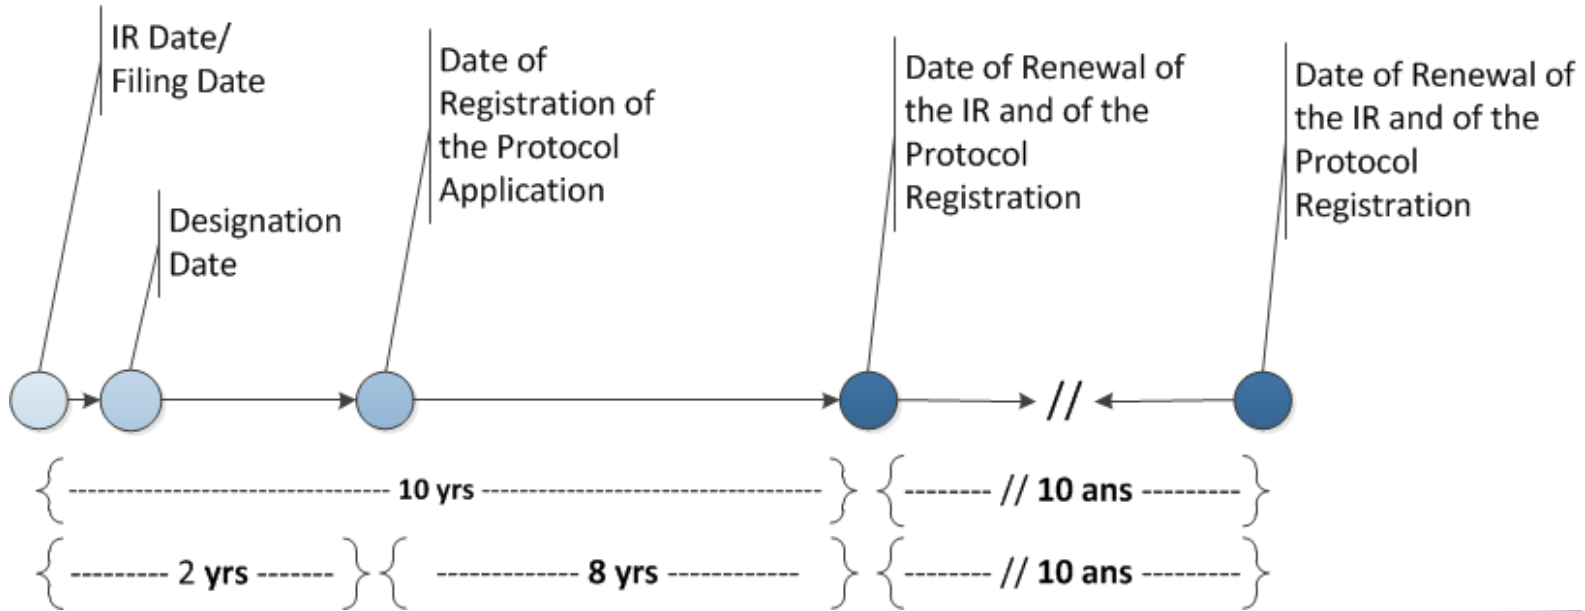 IR Date/
Filing Date
Designation
Date
Date of
Registration of
the Protocol
Application
Date of Renewal of
the IR and of the
Protocol
Registration
Date of Renewal of
the IR and of the
Protocol
Registration
//
10 yrs
// 10 ans
2 yrs
8 yrs
// 10 ans